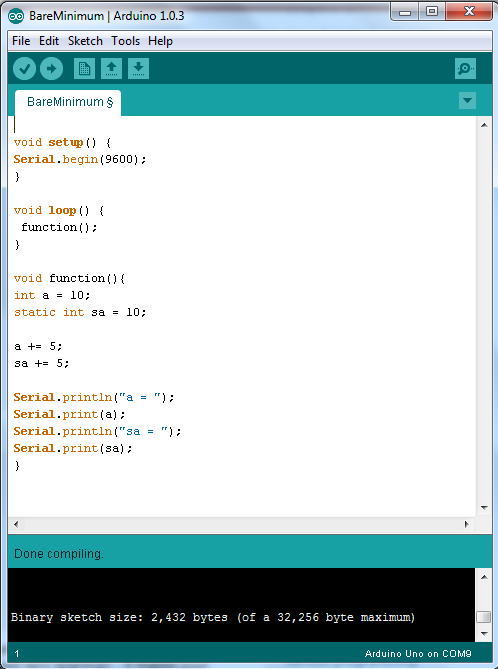 BareMinimum | Arduino 1.0.3
File Edit Sketch Tools Help
BareMinimum §
void setup() {
Serial.begin(9600);
}
void loop() {
 function();
}
void function(){
int a = 10;
static int sa = 10;
a += 5;
sa += 5;
Serial.println("a = ");
Serial.print(a);
Serial.println("sa = ");
Serial.print(sa);
}
Done compiling.
Binary sketch size: 2,432 bytes (of a 32,256 byte maximum)
1 Arduino Uno on COM9